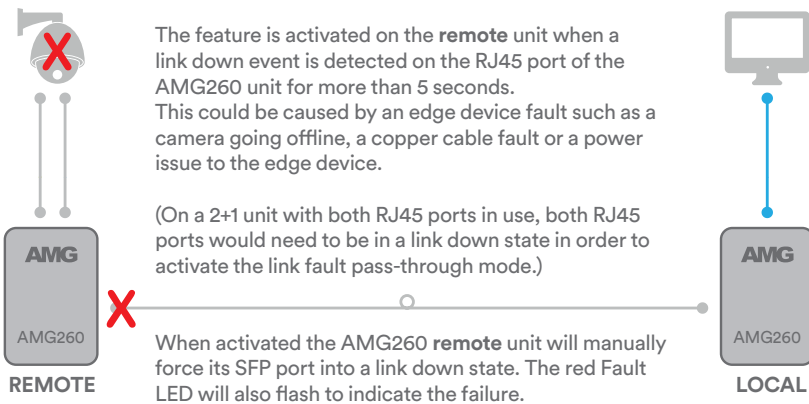 The feature is activated on the remote unit when a
link down event is detected on the RJ45 port of the
AMG260 unit for more than 5 seconds.
This could be caused by an edge device fault such as a
camera going offline, a copper cable fault or a power
issue to the edge device.
(On a 2+1 unit with both RJ45 ports in use, both RJ45
ports would need to be in a link down state in order to
activate the link fault pass-through mode.)
AMG
AMG260
REMOTE
When activated the AMG260 remote unit will manually
force its SFP port into a link down state. The red Fault
LED will also flash to indicate the failure.
AMG
AMG260
LOCAL